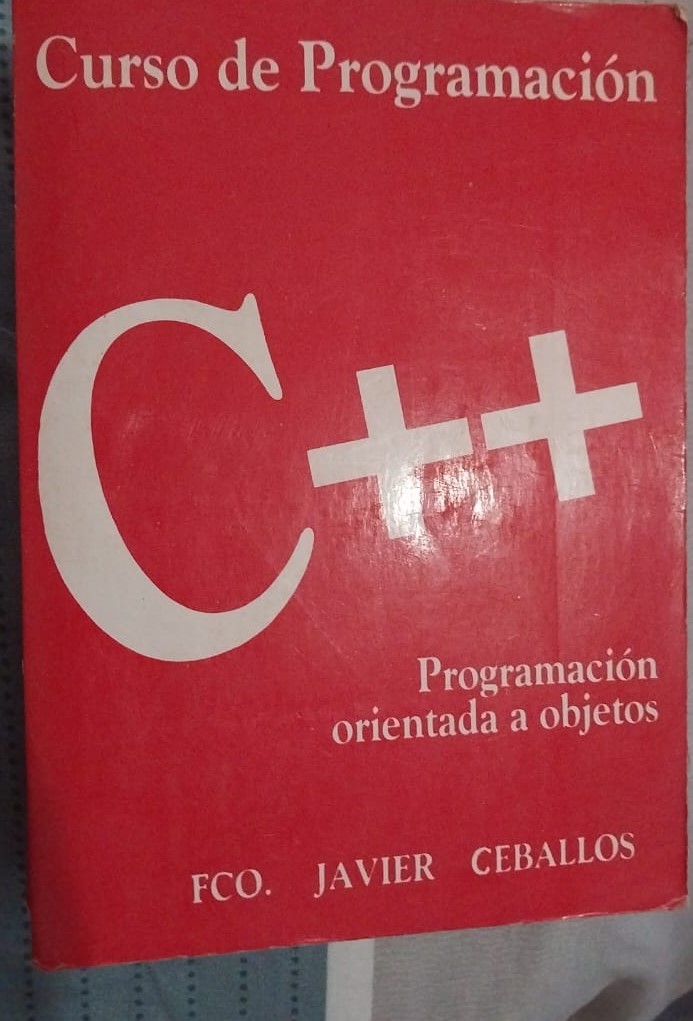 Curso de Programación
C++
Programación
orientada a objetos
FCO. JAVIER CEBALLOS